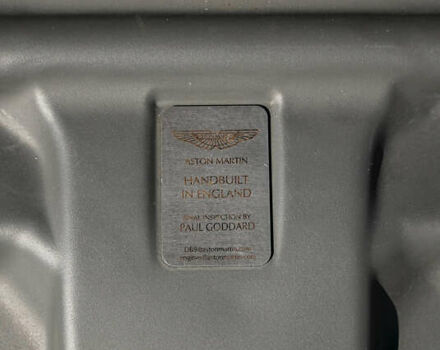 ASTON MARTIN
HANDBUILT
IN ENGLAND
FINAL INSPECTION BY
PAUL GODDARD